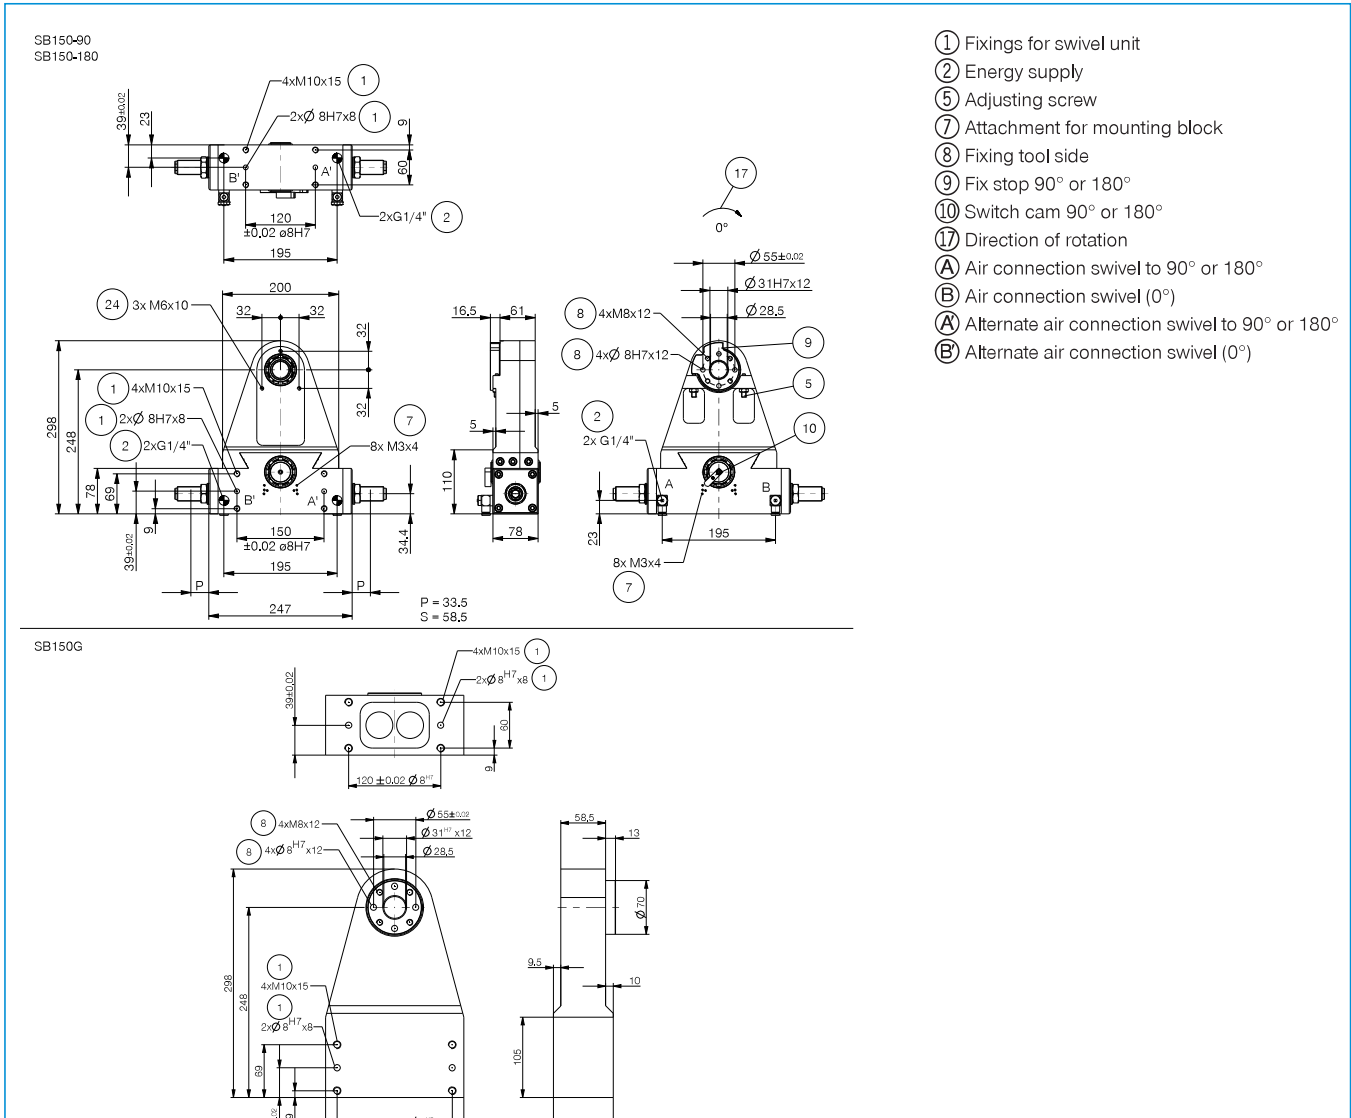 SB150-90
SB150-180
4xM10x15 1
2xØ 8H7x8 1
39±0.02
23
9
60
B'
A'
2xG1/4" 2
120
±0.02 ø8H7
195
17
0°
200
24 3x M6x10
32
32
32
32
1 4xM10x15
1 2xØ 8H7x8
2 2xG1/4"
7
8x M3x4
298
248
78
69
9
39±0.02
B'
A'
34.4
150
±0.02 ø8H7
195
P
P
247
P = 33.5
S = 58.5
16.5
61
5
5
110
78
Ø 55±0.02
Ø 31H7x12
Ø 28.5
8 4xM8x12
8 4xØ 8H7x12
9
5
2
2x G1/4"
10
A
B
23
195
8x M3x4
7
1 Fixings for swivel unit
2 Energy supply
5 Adjusting screw
7 Attachment for mounting block
8 Fixing tool side
9 Fix stop 90° or 180°
10 Switch cam 90° or 180°
17 Direction of rotation
A Air connection swivel to 90° or 180°
B Air connection swivel (0°)
A' Alternate air connection swivel to 90° or 180°
B' Alternate air connection swivel (0°)
SB150G
4xM10x15 1
2xØ 8H7x8 1
39±0.02
60
9
120 ±0.02 Ø 8H7
Ø 55±0.02
8 4xM8x12
Ø 31H7 x12
8 4xØ 8H7x12
Ø 28,5
298
248
1
4xM10x15
1
2xØ 8H7x8
69
9
58,5
13
Ø 70
9.5
10
105